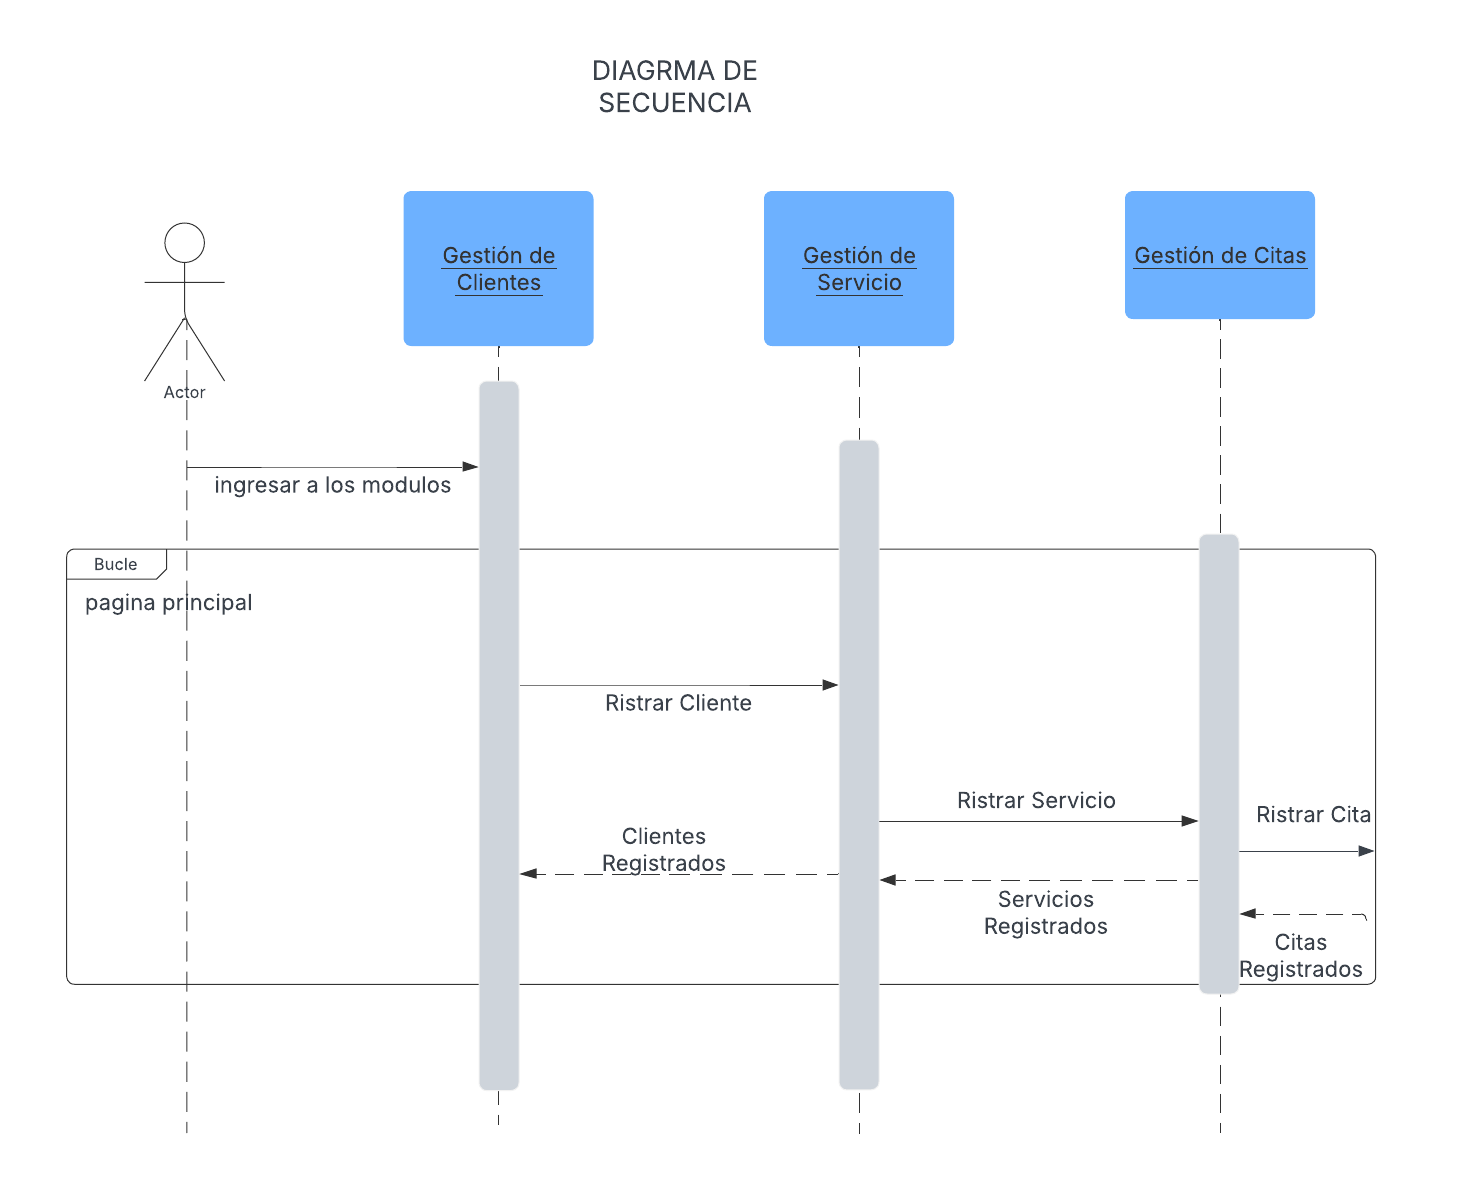 DIAGRMA DE
SECUENCIA
Gestión de
Clientes
Gestión de
Servicio
Gestión de Citas
Actor
ingresar a los modulos
Bucle
pagina principal
Ristrar Cliente
Ristrar Servicio
Ristrar Cita
Clientes
Registrados
Servicios
Registrados
Citas
Registrados